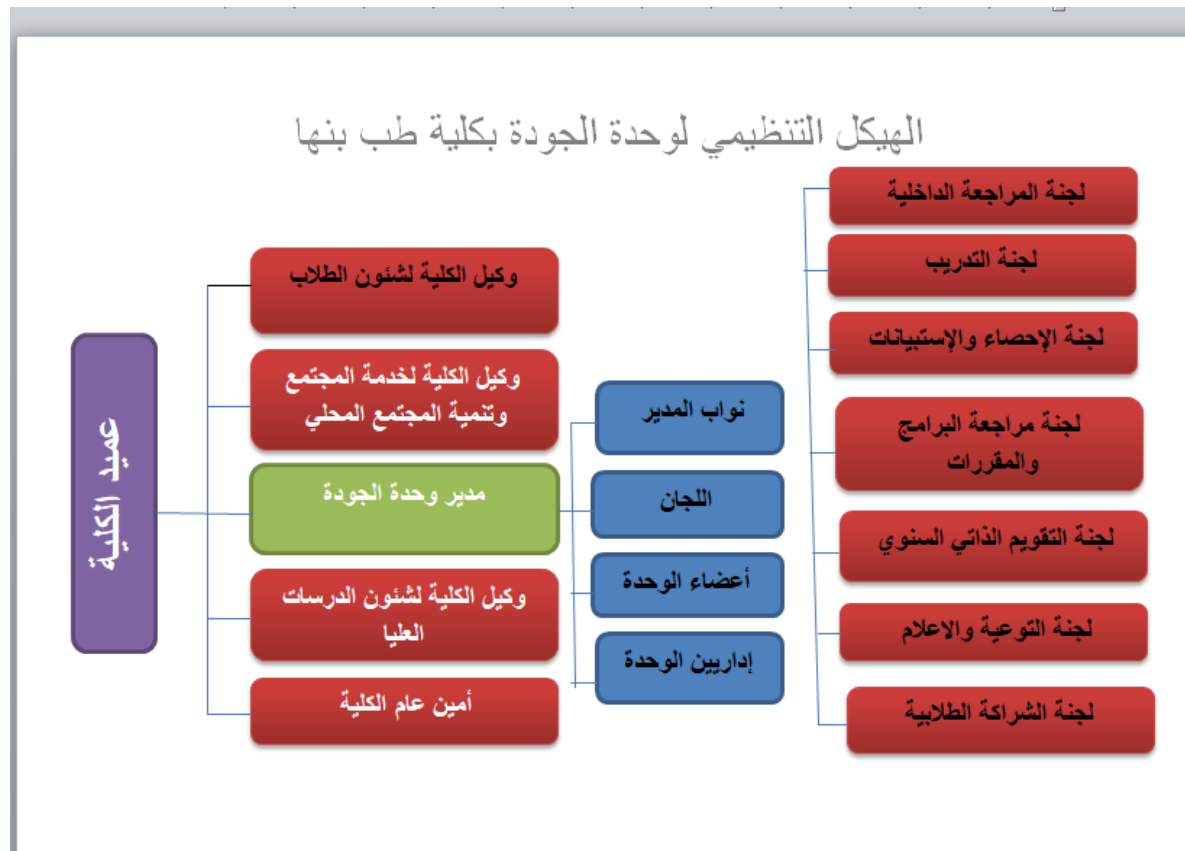 الهيكل التنظيمي لوحدة الجودة بكلية طب بنها
عميد الكلية
وكيل الكلية لشئون الطلاب
وكيل الكلية لخدمة المجتمع
وتنمية المجتمع المحلي
مدير وحدة الجودة
وكيل الكلية لشئون الدرسات
العليا
أمين عام الكلية
نواب المدير
اللجان
أعضاء الوحدة
إداريين الوحدة
لجنة المراجعة الداخلية
لجنة التدريب
لجنة الإحصاء والإستبيانات
لجنة مراجعة البرامج
والمقررات
لجنة التقويم الذاتي السنوي
لجنة التوعية والاعلام
لجنة الشراكة الطلابية